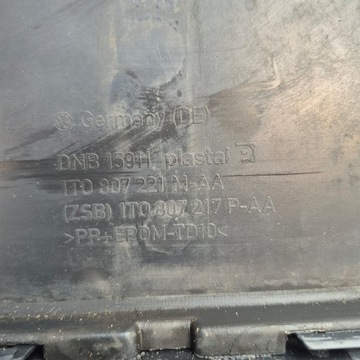 Germany (DE)
DNB 15911 plastal
1T0 807 221 M-AA
(ZSB) 1T0 807 217 P-AA
>PP+EPDM-TD10<